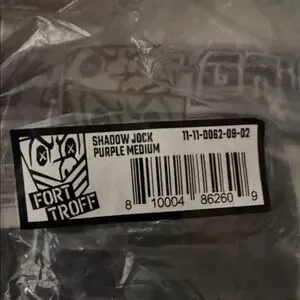 SHADOW JOCK
PURPLE MEDIUM
11-11-0062-09-02
FORT
TROFF
8 10004 86260 9